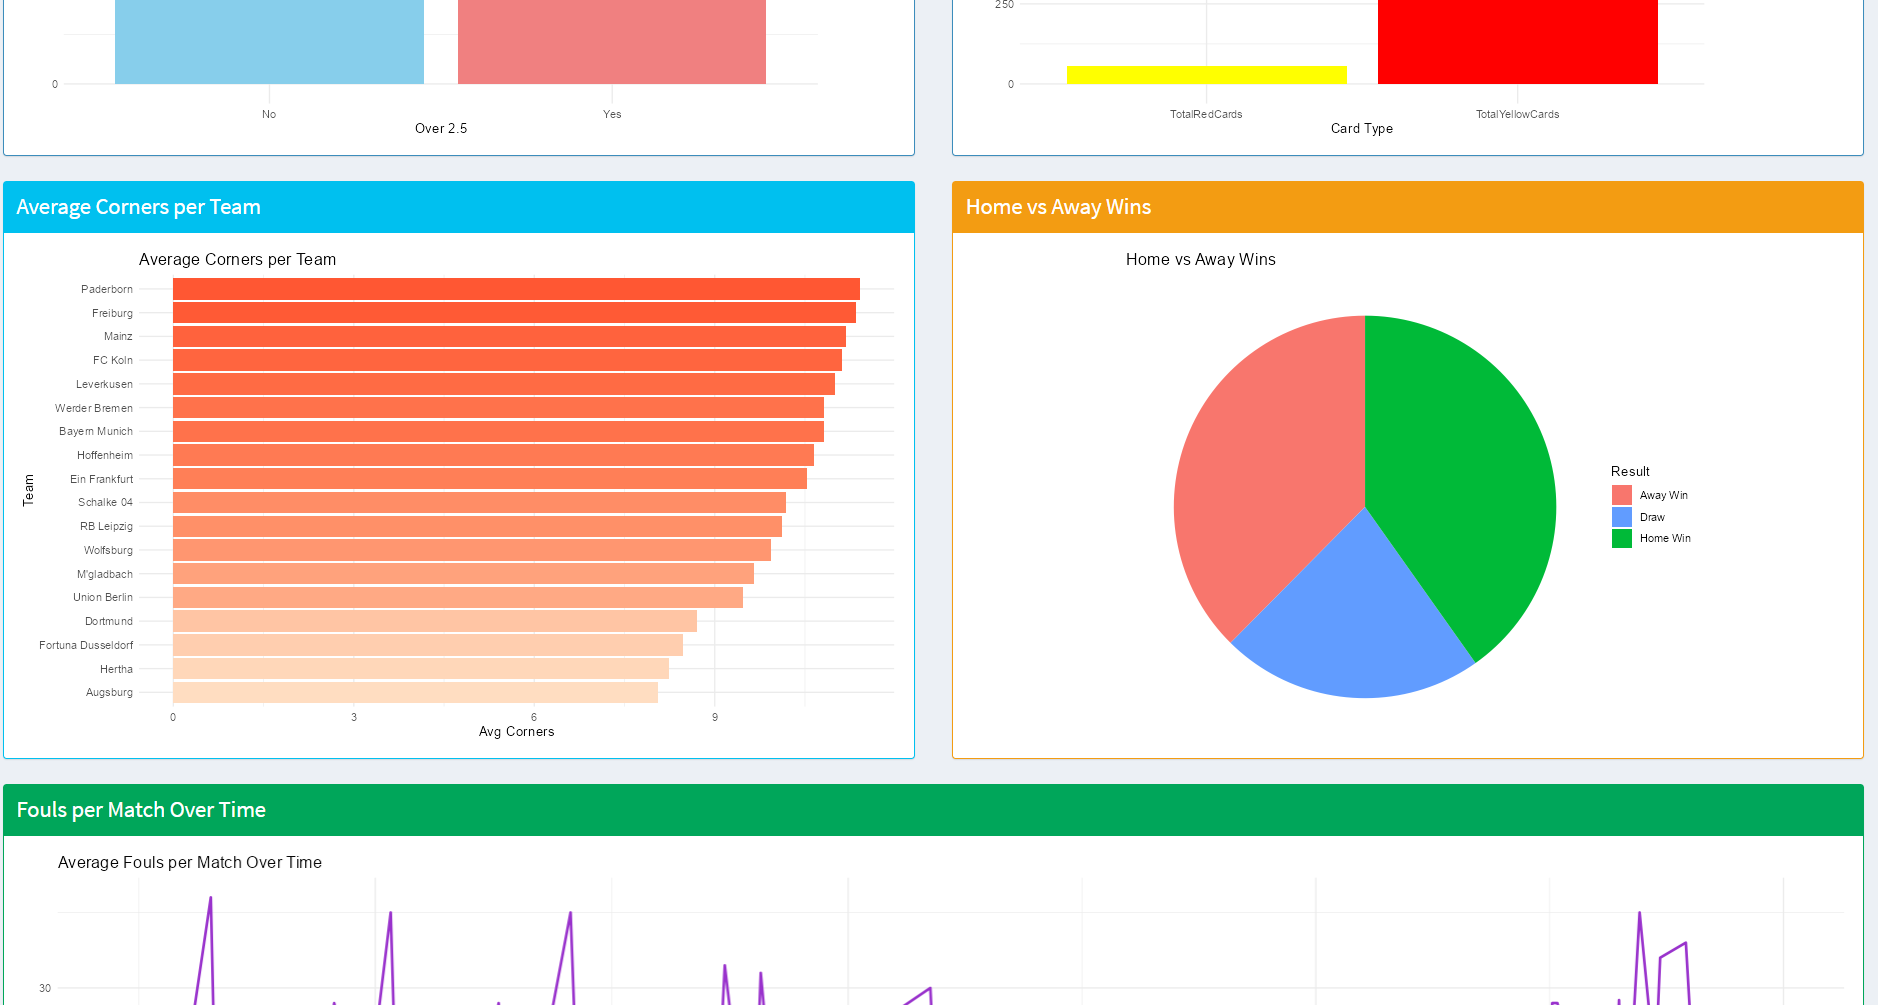 0
No
Yes
Over 2.5
250
0
TotalRedCards
TotalYellowCards
Card Type
Average Corners per Team
Average Corners per Team
Team
Paderborn
Freiburg
Mainz
FC Koln
Leverkusen
Werder Bremen
Bayern Munich
Hoffenheim
Ein Frankfurt
Schalke 04
RB Leipzig
Wolfsburg
M'gladbach
Union Berlin
Dortmund
Fortuna Dusseldorf
Hertha
Augsburg
0 3 6 9
Avg Corners
Home vs Away Wins
Home vs Away Wins
Result
Away Win
Draw
Home Win
Fouls per Match Over Time
Average Fouls per Match Over Time
30